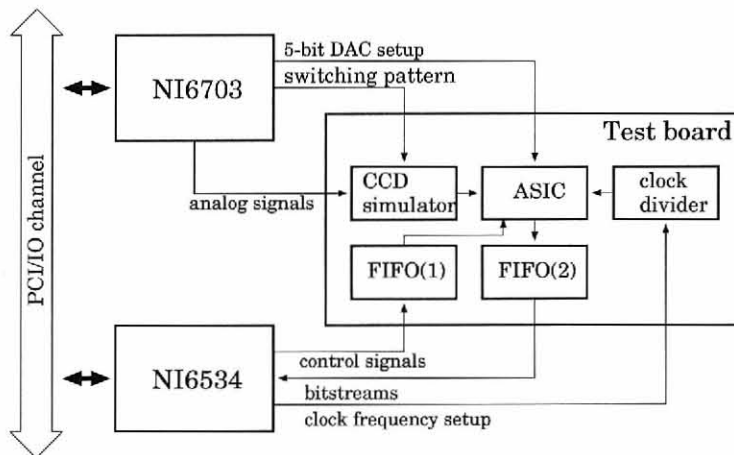 5-bit DAC setup
switching pattern
NI6703
Test board
CCD
simulator
ASIC
clock
divider
analog signals
FIFO(1)
FIFO(2)
PCI/IO channel
control signals
NI6534
bitstreams
clock frequency setup